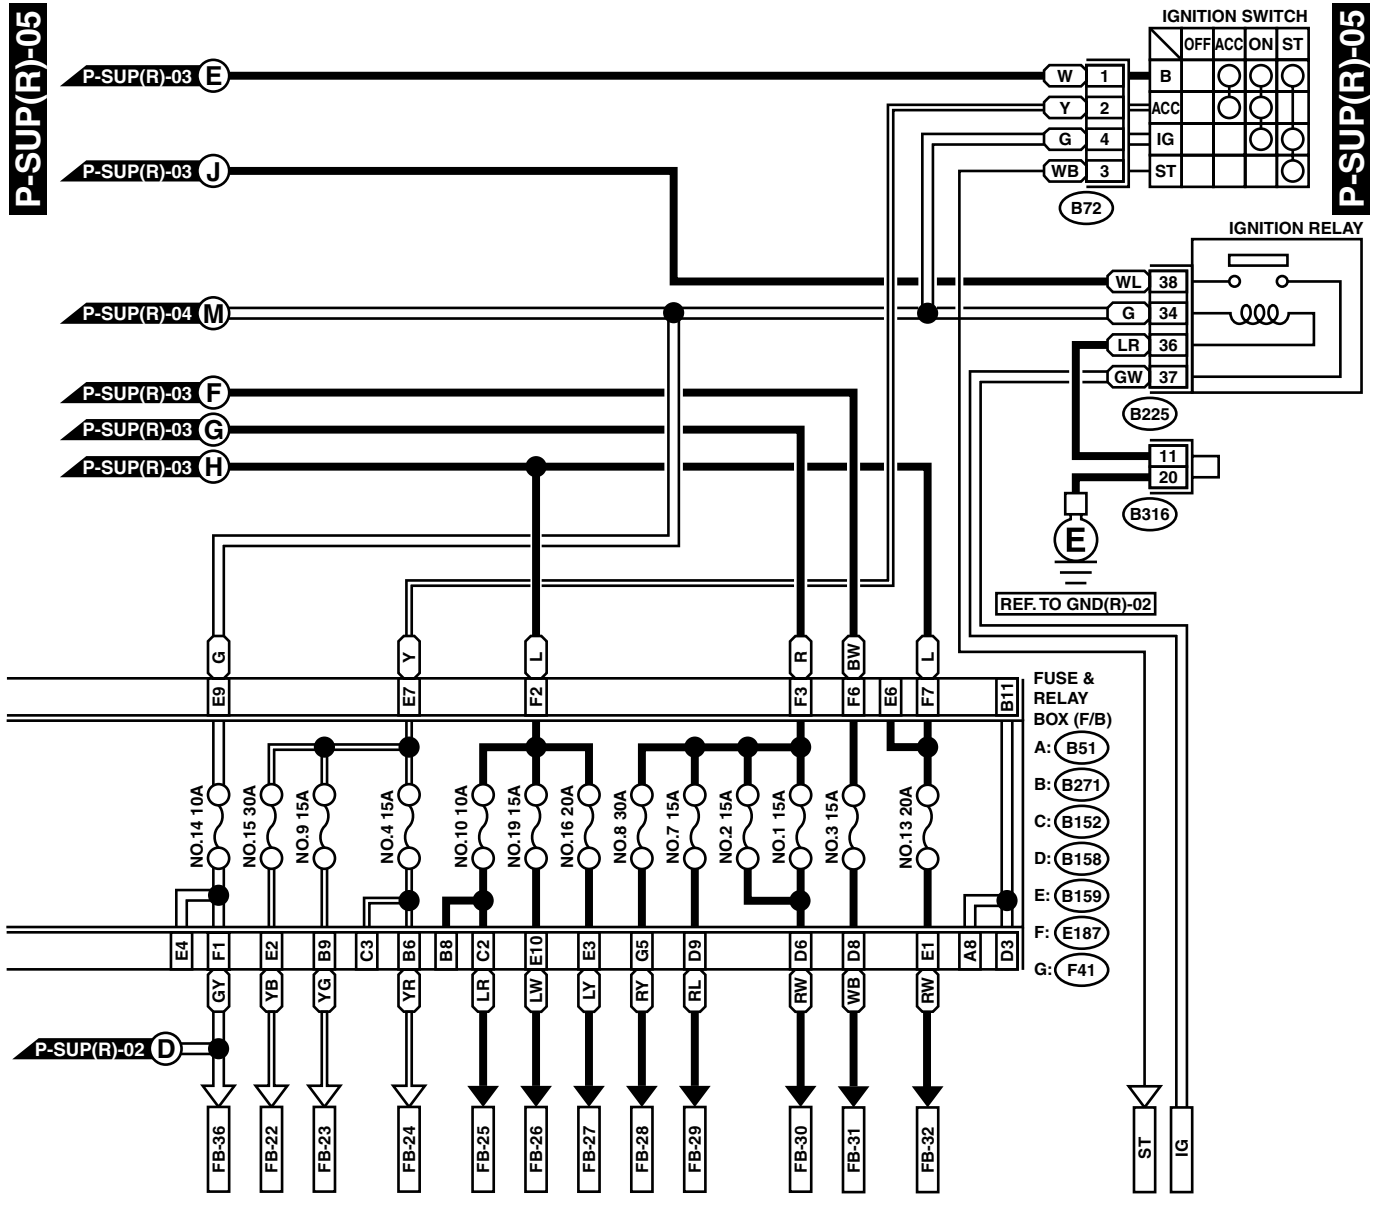 P-SUP(R)-05
P-SUP(R)-05
IGNITION SWITCH
OFF ACC ON ST
P-SUP(R)-03 E
W 1 B
Y 2 ACC
G 4 IG
WB 3 ST
B72
P-SUP(R)-03 J
IGNITION RELAY
WL 38
P-SUP(R)-04 M
G 34
LR 36
GW 37
B225
P-SUP(R)-03 F
P-SUP(R)-03 G
P-SUP(R)-03 H
11
20
B316
E
REF. TO GND(R)-02
G Y L R BW L
E9 E7 F2 F3 F6 E6 F7 B11
FUSE &
RELAY
BOX (F/B)
A: B51
B: B271
C: B152
D: B158
E: B159
F: E187
G: F41
NO.14 10A
NO.15 30A
NO.9 15A
NO.4 15A
NO.10 10A
NO.19 15A
NO.16 20A
NO.8 30A
NO.7 15A
NO.2 15A
NO.1 15A
NO.3 15A
NO.13 20A
E4 F1 E2 B9 C3 B6 B8 C2 E10 E3 G5 D9 D6 D8 E1 A8 D3
GY YB YG YR LR LW LY RY RL RW WB RW
P-SUP(R)-02 D
FB-36 FB-22 FB-23 FB-24 FB-25 FB-26 FB-27 FB-28 FB-29 FB-30 FB-31 FB-32 ST IG